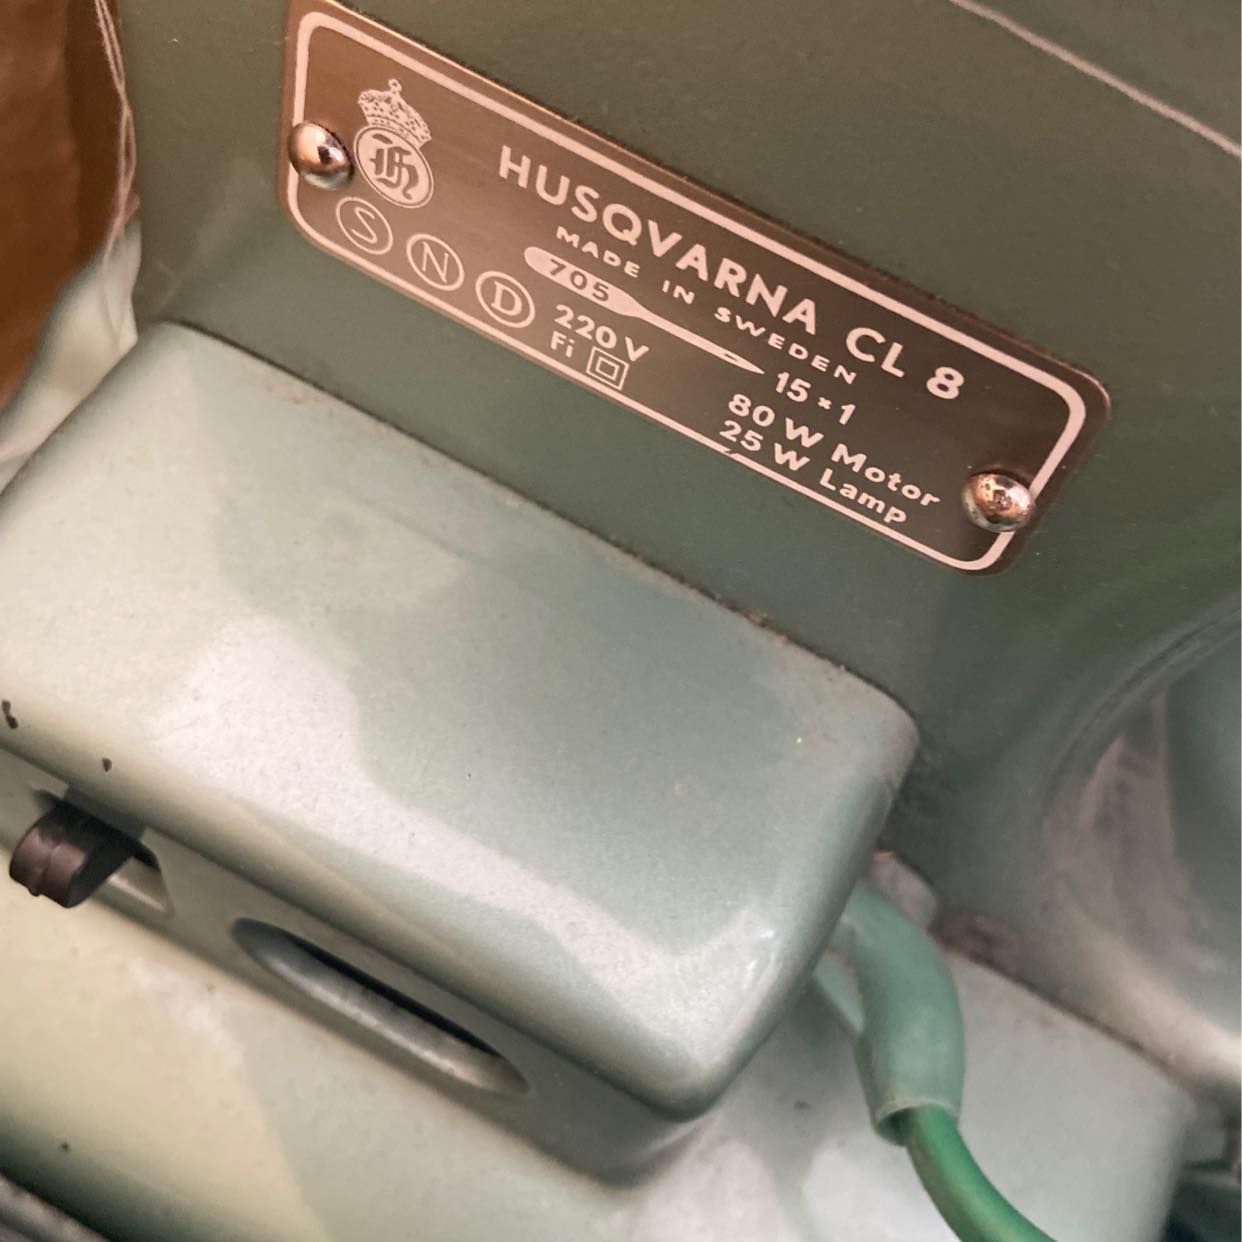 H
HUSQVARNA CL 8
MADE IN SWEDEN
705 15 × 1
S N D 220 V 80 W Motor
Fi 25 W Lamp